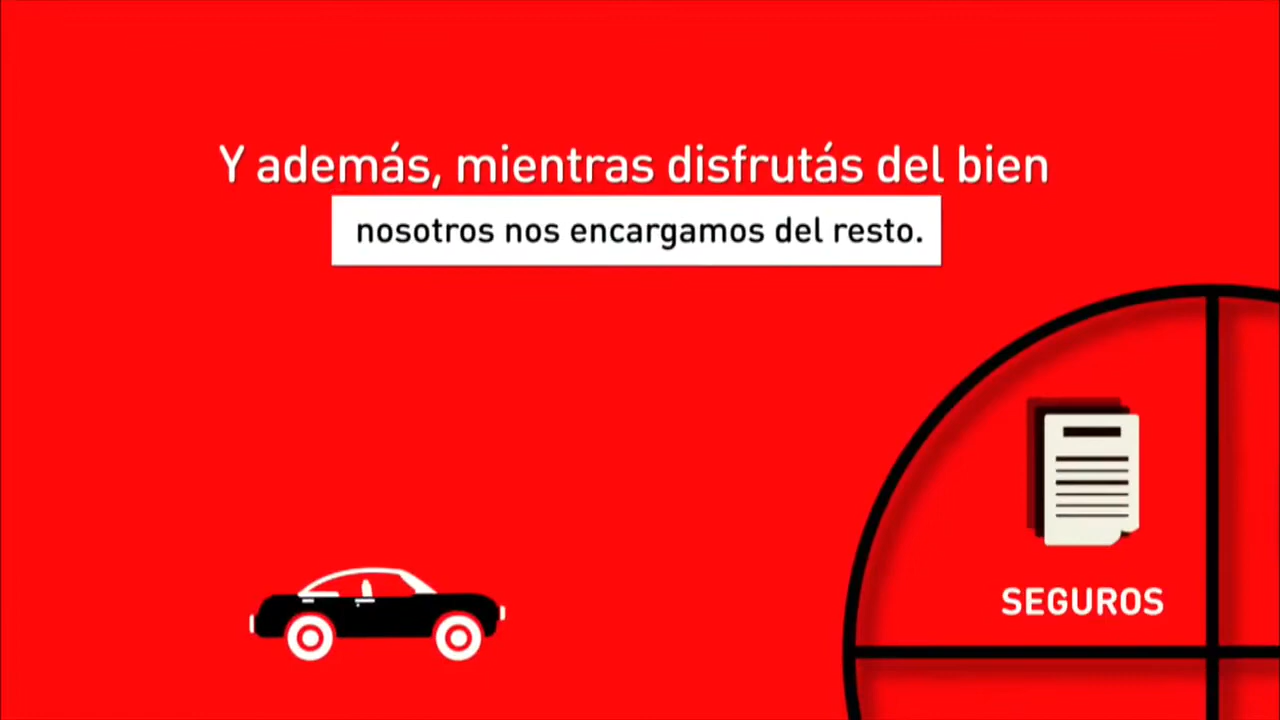 Y además, mientras disfrutás del bien
nosotros nos encargamos del resto.
SEGUROS